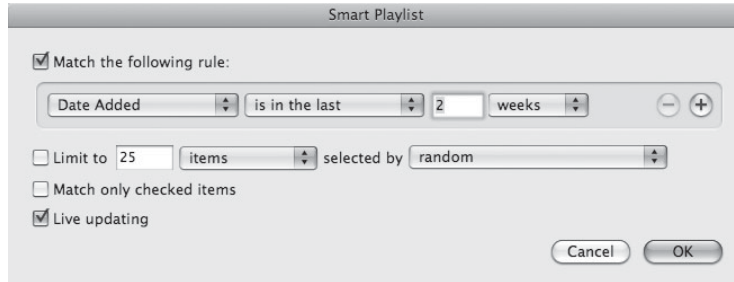 Smart Playlist
Match the following rule:
Date Added is in the last 2 weeks
Limit to 25 items selected by random
Match only checked items
Live updating
Cancel OK